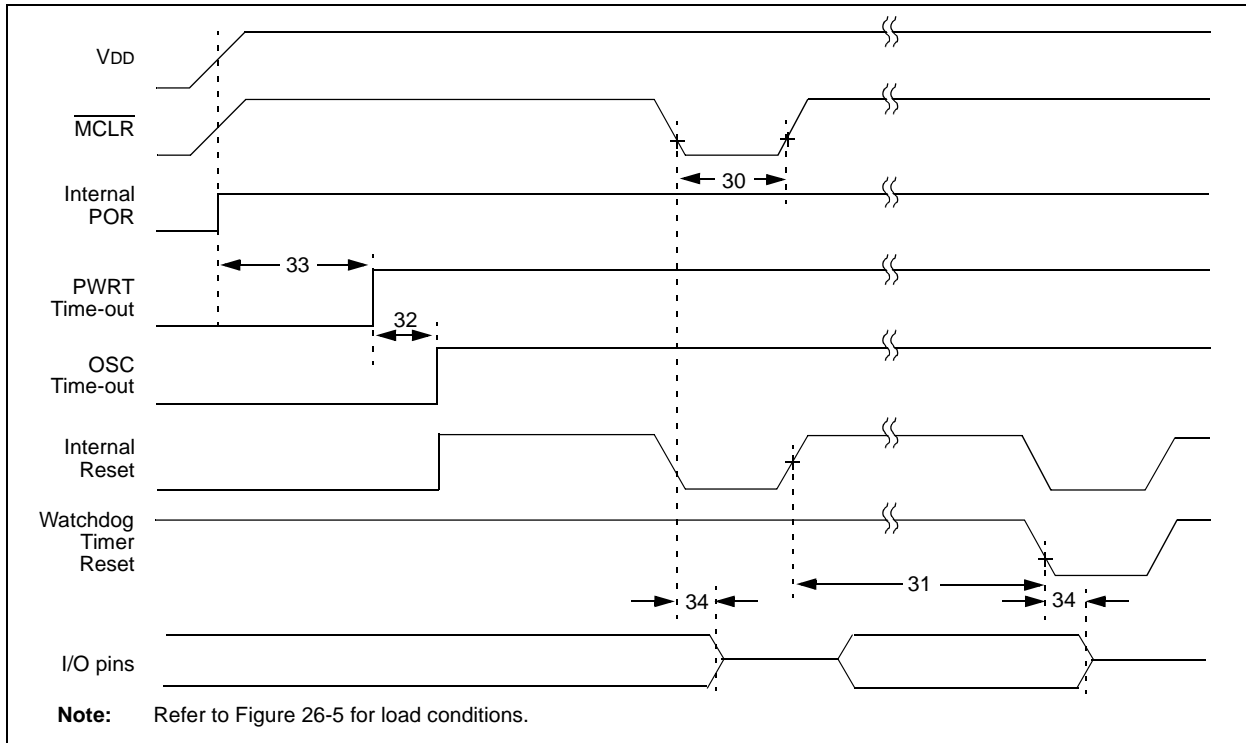 VDD
MCLR
30
Internal
POR
33
PWRT
Time-out
32
OSC
Time-out
Internal
Reset
Watchdog
Timer
Reset
31
34
34
I/O pins
Note: Refer to Figure 26-5 for load conditions.